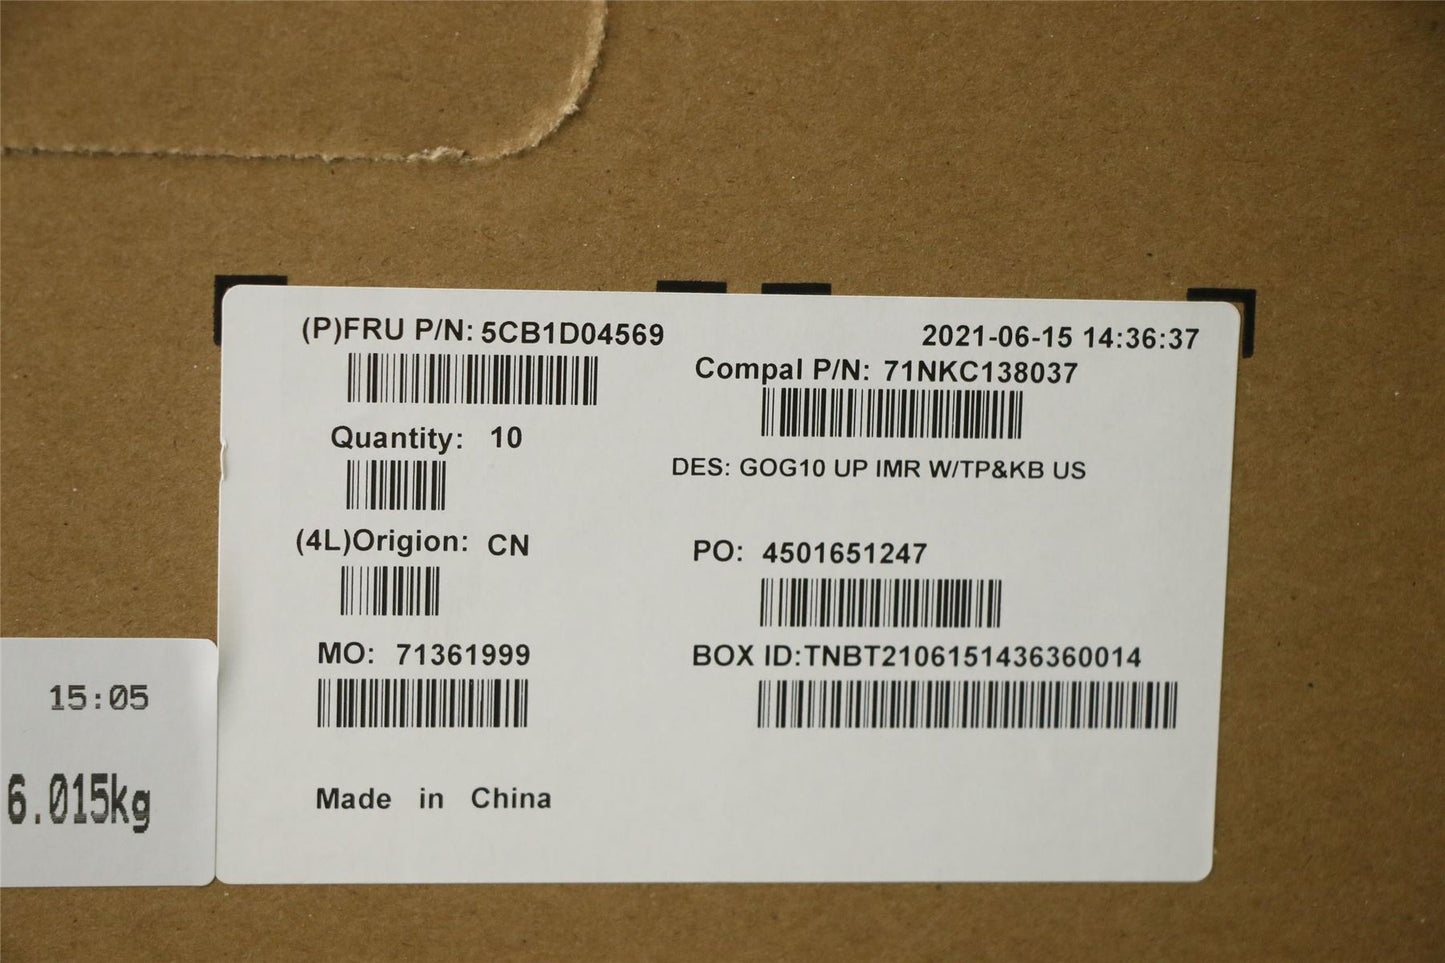 (P)FRU P/N: 5CB1D04569
2021-06-15 14:36:37
Compal P/N: 71NKC138037
Quantity: 10
DES: GOG10 UP IMR W/TP&KB US
(4L)Origion: CN
PO: 4501651247
MO: 71361999
BOX ID:TNBT2106151436360014
Made in China
15:05
6.015kg